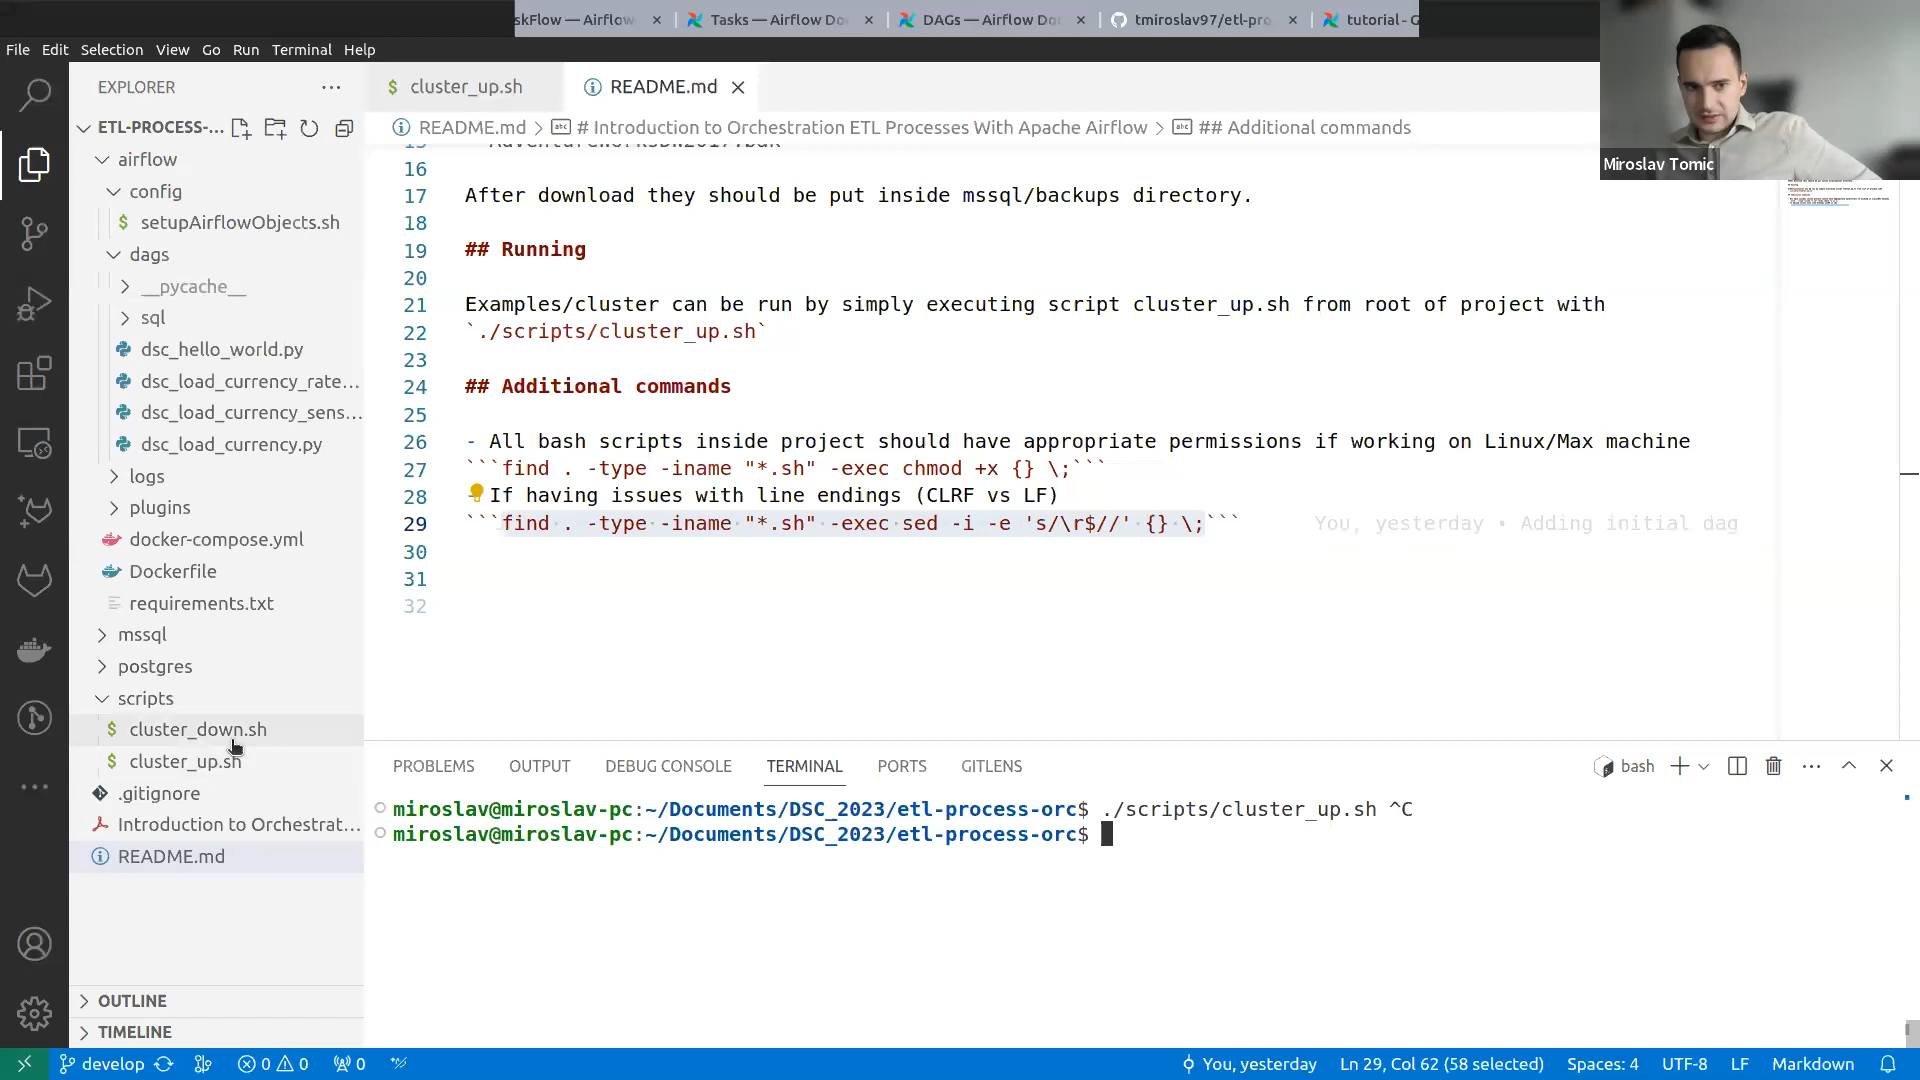 skFlow — Airflow
Tasks — Airflow Do
DAGs — Airflow Do
tmiroslav97/etl-pro
tutorial - G
File Edit Selection View Go Run Terminal Help
Miroslav Tomic
EXPLORER
ETL-PROCESS-...
airflow
config
setupAirflowObjects.sh
dags
__pycache__
sql
dsc_hello_world.py
dsc_load_currency_rate...
dsc_load_currency_sens...
dsc_load_currency.py
logs
plugins
docker-compose.yml
Dockerfile
requirements.txt
mssql
postgres
scripts
cluster_down.sh
cluster_up.sh
.gitignore
Introduction to Orchestrat...
README.md
OUTLINE
TIMELINE
cluster_up.sh
README.md
README.md > # Introduction to Orchestration ETL Processes With Apache Airflow > ## Additional commands
16
17 After download they should be put inside mssql/backups directory.
18
19 ## Running
20
21 Examples/cluster can be run by simply executing script cluster_up.sh from root of project with
22 `./scripts/cluster_up.sh`
23
24 ## Additional commands
25
26 - All bash scripts inside project should have appropriate permissions if working on Linux/Max machine
27 ```find . -type -iname "*.sh" -exec chmod +x {} \;```
28 - If having issues with line endings (CLRF vs LF)
29 ```find . -type -iname "*.sh" -exec sed -i -e 's/\r$//' {} \;``` You, yesterday • Adding initial dag
30
31
32
PROBLEMS OUTPUT DEBUG CONSOLE TERMINAL PORTS GITLENS
bash
miroslav@miroslav-pc:~/Documents/DSC_2023/etl-process-orc$ ./scripts/cluster_up.sh ^C
miroslav@miroslav-pc:~/Documents/DSC_2023/etl-process-orc$
develop 0 0 0 You, yesterday Ln 29, Col 62 (58 selected) Spaces: 4 UTF-8 LF Markdown